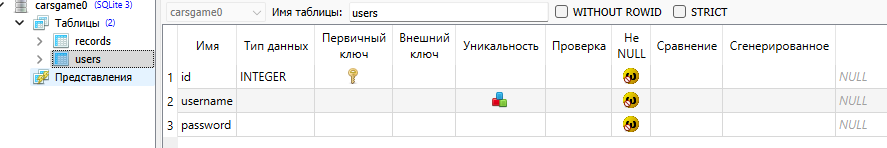 carsgame0 (SQLite 3)
Таблицы (2)
records
users
Представления
carsgame0 Имя таблицы: users WITHOUT ROWID STRICT
Имя Тип данных Первичный ключ Внешний ключ Уникальность Проверка Не NULL Сравнение Сгенерированное
1 id INTEGER NULL
2 username NULL
3 password NULL